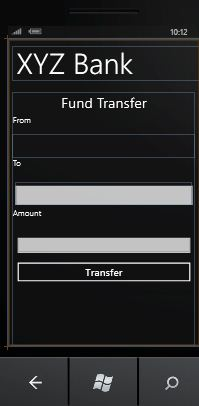 10:12
XYZ Bank
Fund Transfer
From
To
Amount
Transfer